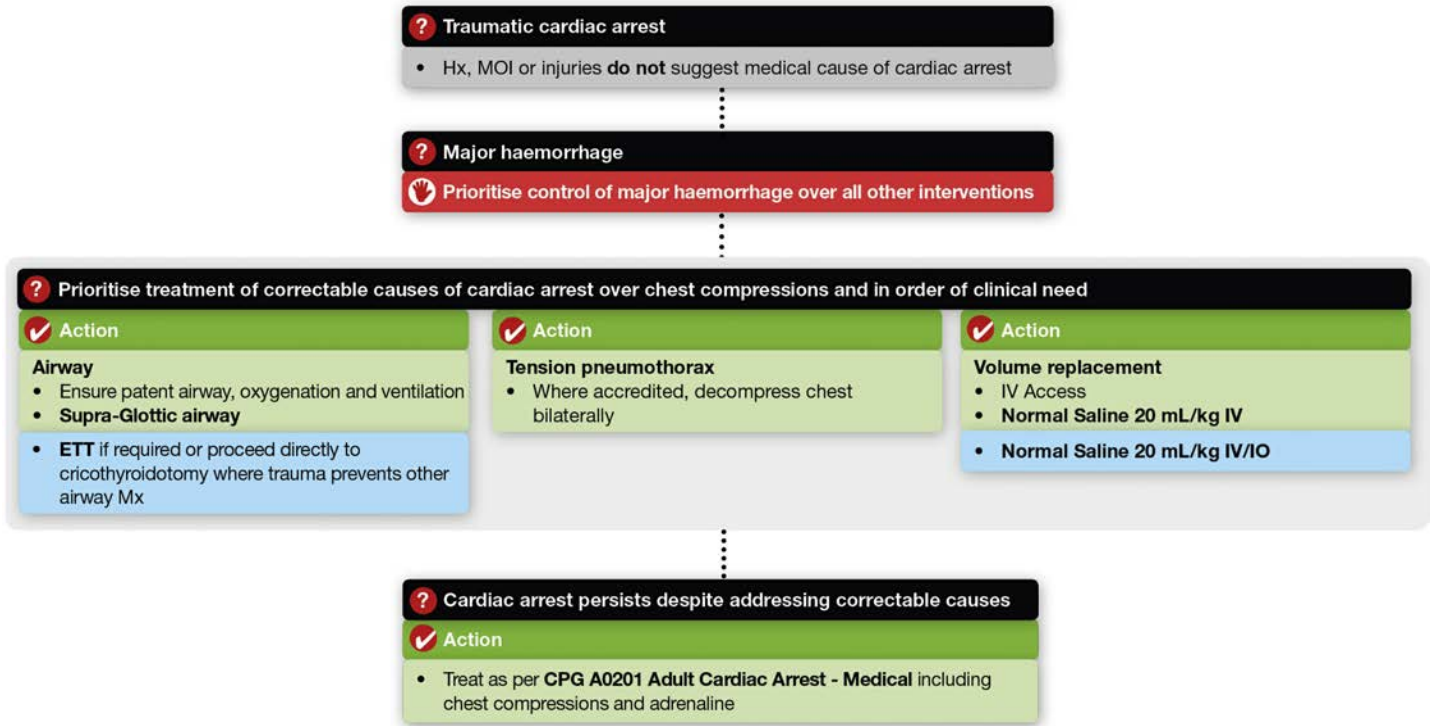 ? Traumatic cardiac arrest
• Hx, MOI or injuries do not suggest medical cause of cardiac arrest
? Major haemorrhage
Prioritise control of major haemorrhage over all other interventions
? Prioritise treatment of correctable causes of cardiac arrest over chest compressions and in order of clinical need
Action
Airway
• Ensure patent airway, oxygenation and ventilation
• Supra-Glottic airway
• ETT if required or proceed directly to
cricothyroidotomy where trauma prevents other
airway Mx
Action
Tension pneumothorax
• Where accredited, decompress chest
bilaterally
Action
Volume replacement
• IV Access
• Normal Saline 20 mL/kg IV
• Normal Saline 20 mL/kg IV/IO
? Cardiac arrest persists despite addressing correctable causes
Action
• Treat as per CPG A0201 Adult Cardiac Arrest - Medical including
chest compressions and adrenaline